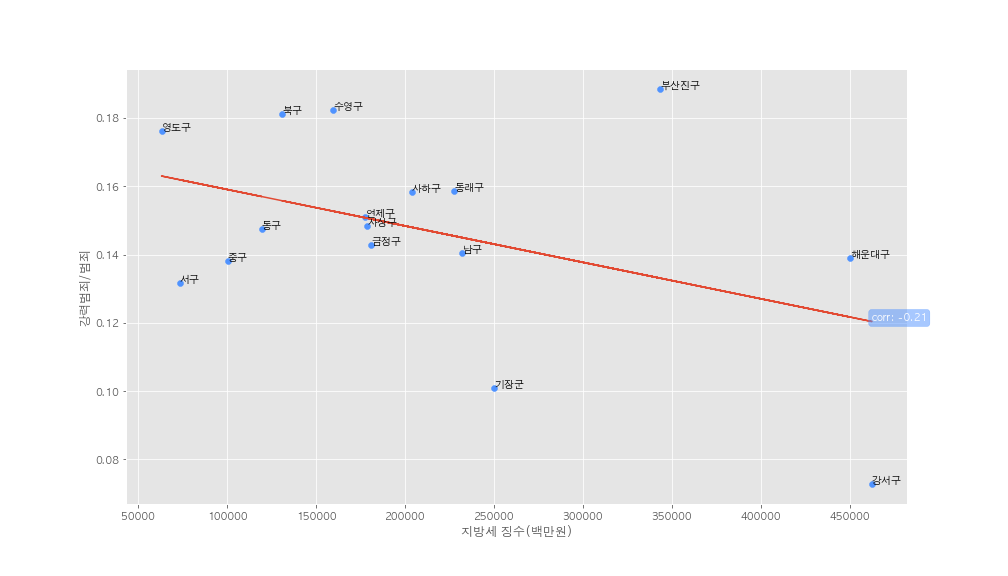 강력범죄/범죄
0.18
0.16
0.14
0.12
0.10
0.08
부산진구
수영구
북구
영도구
동래구
사하구
연제구
사상구
동구
금정구
남구
중구
해운대구
서구
corr: -0.21
기장군
강서구
50000
100000
150000
200000
250000
300000
350000
400000
450000
지방세 징수(백만원)